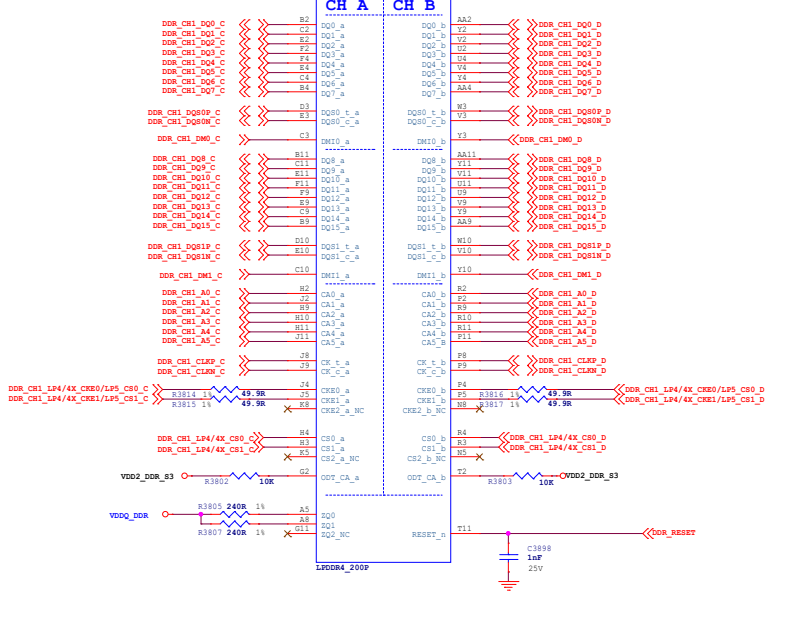 CH A CH B
DDR_CH1_DQ0_C B2 DQ0_a DQ0_b AA2 DDR_CH1_DQ0_D
DDR_CH1_DQ1_C C2 DQ1_a DQ1_b Y2 DDR_CH1_DQ1_D
DDR_CH1_DQ2_C E2 DQ2_a DQ2_b V2 DDR_CH1_DQ2_D
DDR_CH1_DQ3_C F2 DQ3_a DQ3_b U2 DDR_CH1_DQ3_D
DDR_CH1_DQ4_C F4 DQ4_a DQ4_b U4 DDR_CH1_DQ4_D
DDR_CH1_DQ5_C E4 DQ5_a DQ5_b V4 DDR_CH1_DQ5_D
DDR_CH1_DQ6_C C4 DQ6_a DQ6_b Y4 DDR_CH1_DQ6_D
DDR_CH1_DQ7_C B4 DQ7_a DQ7_b AA4 DDR_CH1_DQ7_D
DDR_CH1_DQS0P_C D3 DQS0_t_a DQS0_t_b W3 DDR_CH1_DQS0P_D
DDR_CH1_DQS0N_C E3 DQS0_c_a DQS0_c_b V3 DDR_CH1_DQS0N_D
DDR_CH1_DM0_C C3 DMI0_a DMI0_b Y3 DDR_CH1_DM0_D
DDR_CH1_DQ8_C B11 DQ8_a DQ8_b AA11 DDR_CH1_DQ8_D
DDR_CH1_DQ9_C C11 DQ9_a DQ9_b Y11 DDR_CH1_DQ9_D
DDR_CH1_DQ10_C E11 DQ10_a DQ10_b V11 DDR_CH1_DQ10_D
DDR_CH1_DQ11_C F11 DQ11_a DQ11_b U11 DDR_CH1_DQ11_D
DDR_CH1_DQ12_C F9 DQ12_a DQ12_b U9 DDR_CH1_DQ12_D
DDR_CH1_DQ13_C E9 DQ13_a DQ13_b V9 DDR_CH1_DQ13_D
DDR_CH1_DQ14_C C9 DQ14_a DQ14_b Y9 DDR_CH1_DQ14_D
DDR_CH1_DQ15_C B9 DQ15_a DQ15_b AA9 DDR_CH1_DQ15_D
DDR_CH1_DQS1P_C D10 DQS1_t_a DQS1_t_b W10 DDR_CH1_DQS1P_D
DDR_CH1_DQS1N_C E10 DQS1_c_a DQS1_c_b V10 DDR_CH1_DQS1N_D
DDR_CH1_DM1_C C10 DMI1_a DMI1_b Y10 DDR_CH1_DM1_D
DDR_CH1_A0_C H2 CA0_a CA0_b R2 DDR_CH1_A0_D
DDR_CH1_A1_C J2 CA1_a CA1_b P2 DDR_CH1_A1_D
DDR_CH1_A2_C H9 CA2_a CA2_b R9 DDR_CH1_A2_D
DDR_CH1_A3_C H10 CA3_a CA3_b R10 DDR_CH1_A3_D
DDR_CH1_A4_C H11 CA4_a CA4_b R11 DDR_CH1_A4_D
DDR_CH1_A5_C J11 CA5_a CA5_B P11 DDR_CH1_A5_D
DDR_CH1_CLKP_C J8 CK_t_a CK_t_b P8 DDR_CH1_CLKP_D
DDR_CH1_CLKN_C J9 CK_c_a CK_c_b P9 DDR_CH1_CLKN_D
DDR_CH1_LP4/4X_CKE0/LP5_CS0_C R3814 1% 49.9R J4 CKE0_a CKE0_b P4 R3816 1% 49.9R DDR_CH1_LP4/4X_CKE0/LP5_CS0_D
DDR_CH1_LP4/4X_CKE1/LP5_CS1_C R3815 1% 49.9R J5 CKE1_a CKE1_b P5 R3817 1% 49.9R DDR_CH1_LP4/4X_CKE1/LP5_CS1_D
K8 CKE2_a_NC CKE2_b_NC N8
DDR_CH1_LP4/4X_CS0_C H4 CS0_a CS0_b R4 DDR_CH1_LP4/4X_CS0_D
DDR_CH1_LP4/4X_CS1_C H3 CS1_a CS1_b R3 DDR_CH1_LP4/4X_CS1_D
K5 CS2_a_NC CS2_b_NC N5
VDD2_DDR_S3 R3802 10K G2 ODT_CA_a ODT_CA_b T2 R3803 10K VDD2_DDR_S3
VDDQ_DDR R3805 240R 1% A5 ZQ0
R3807 240R 1% A8 ZQ1
G11 ZQ2_NC RESET_n T11 DDR_RESET
C3898
1nF
25V
LPDDR4_200P